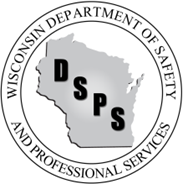 WISCONSIN DEPARTMENT OF SAFETY
AND PROFESSIONAL SERVICES
DSPS